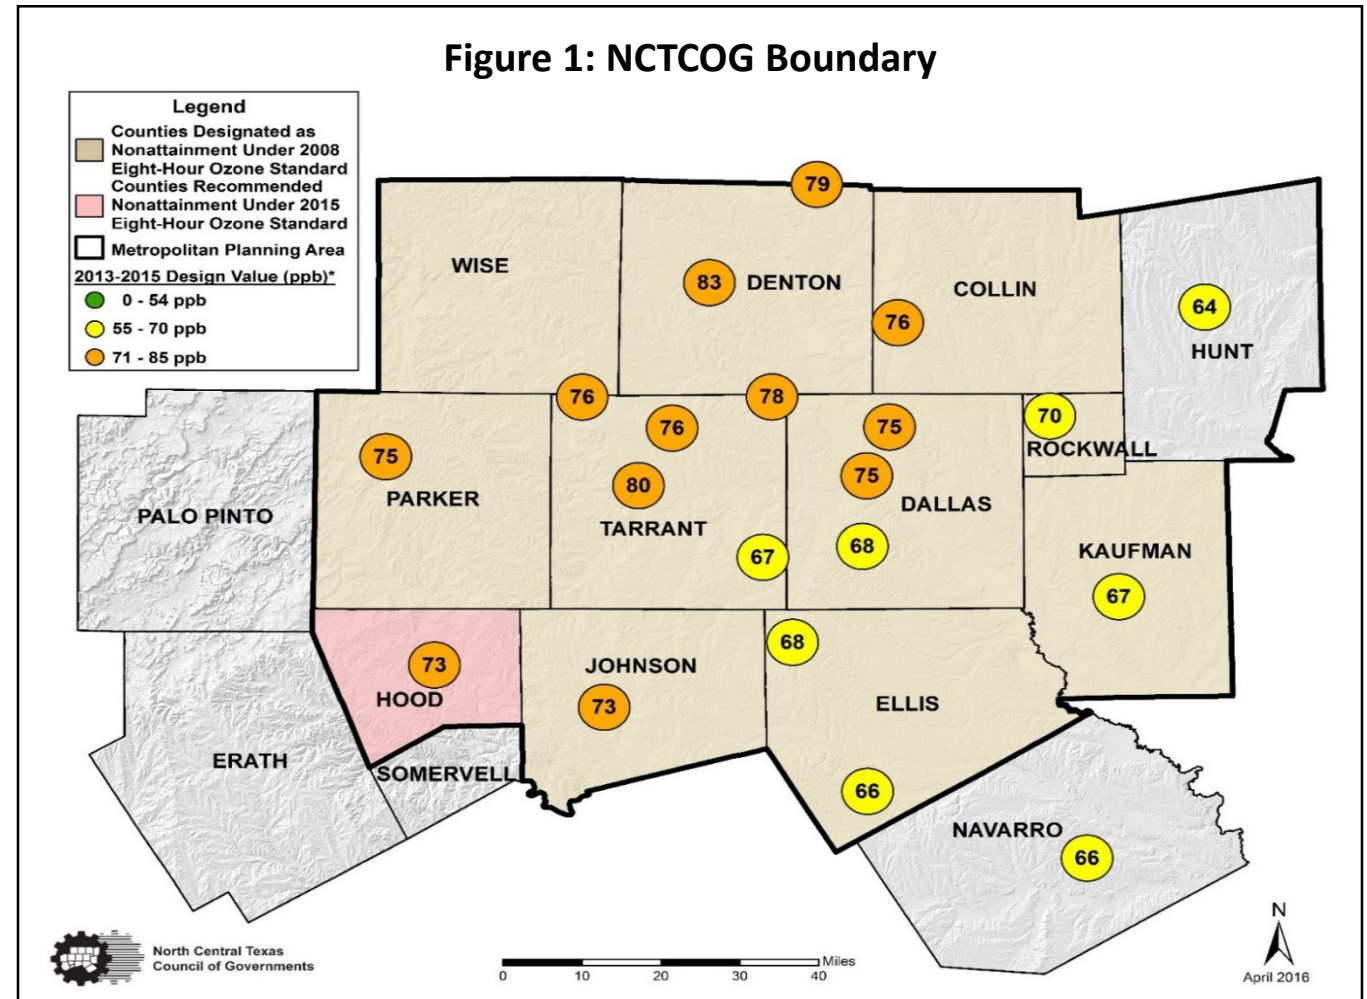 Figure 1: NCTCOG Boundary
Legend
Counties Designated as
Nonattainment Under 2008
Eight-Hour Ozone Standard
Counties Recommended
Nonattainment Under 2015
Eight-Hour Ozone Standard
Metropolitan Planning Area
2013-2015 Design Value (ppb)*
0 - 54 ppb
55 - 70 ppb
71 - 85 ppb
79
WISE
83
DENTON
COLLIN
76
64
HUNT
76
78
76
75
70
ROCKWALL
75
PARKER
80
TARRANT
75
DALLAS
PALO PINTO
67
68
KAUFMAN
67
73
HOOD
JOHNSON
73
68
ELLIS
ERATH
SOMERVELL
66
NAVARRO
66
North Central Texas
Council of Governments
0 10 20 30 40 Miles
N
April 2016